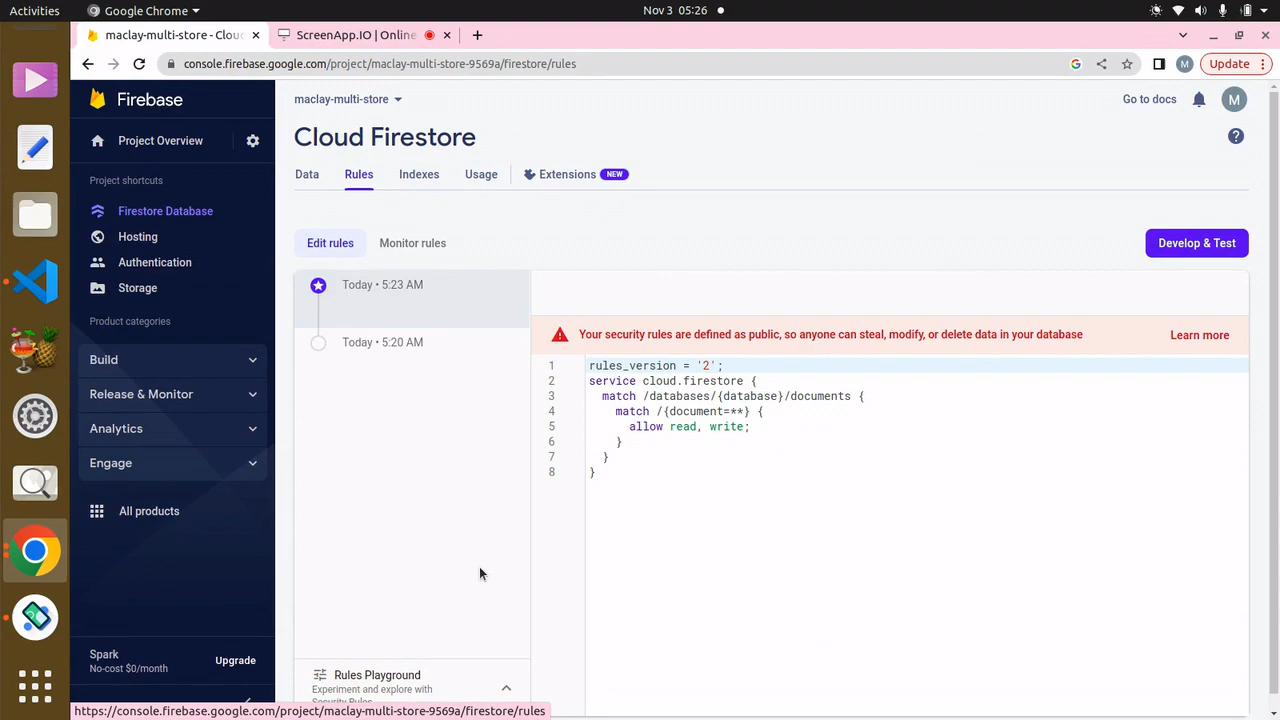 Activities
Google Chrome
Nov 3 05:26
maclay-multi-store - Clou
ScreenApp.IO | Online
console.firebase.google.com/project/maclay-multi-store-9569a/firestore/rules
M
Update
Firebase
maclay-multi-store
Go to docs
M
Project Overview
Cloud Firestore
Project shortcuts
Data
Rules
Indexes
Usage
Extensions
NEW
Firestore Database
Hosting
Authentication
Storage
Edit rules
Monitor rules
Develop & Test
Product categories
Build
Release & Monitor
Analytics
Engage
All products
Today • 5:23 AM
Today • 5:20 AM
Your security rules are defined as public, so anyone can steal, modify, or delete data in your database
Learn more
1 rules_version = '2';
2 service cloud.firestore {
3 match /databases/{database}/documents {
4 match /{document=**} {
5 allow read, write;
6 }
7 }
8 }
Spark
No-cost $0/month
Upgrade
Rules Playground
Experiment and explore with
Security Rules
https://console.firebase.google.com/project/maclay-multi-store-9569a/firestore/rules